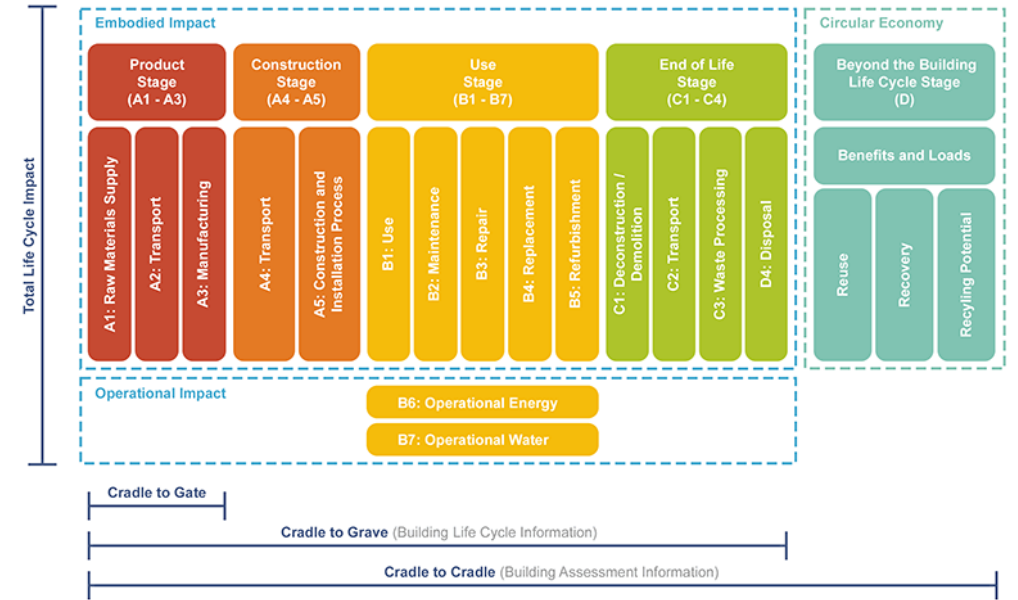 Embodied Impact
Circular Economy
Product
Stage
(A1 - A3)
Construction
Stage
(A4 - A5)
Use
Stage
(B1 - B7)
End of Life
Stage
(C1 - C4)
Beyond the Building
Life Cycle Stage
(D)
Total Life Cycle Impact
A1: Raw Materials Supply
A2: Transport
A3: Manufacturing
A4: Transport
A5: Construction and
Installation Process
B1: Use
B2: Maintenance
B3: Repair
B4: Replacement
B5: Refurbishment
C1: Deconstruction /
Demolition
C2: Transport
C3: Waste Processing
D4: Disposal
Benefits and Loads
Reuse
Recovery
Recyling Potential
Operational Impact
B6: Operational Energy
B7: Operational Water
Cradle to Gate
Cradle to Grave (Building Life Cycle Information)
Cradle to Cradle (Building Assessment Information)